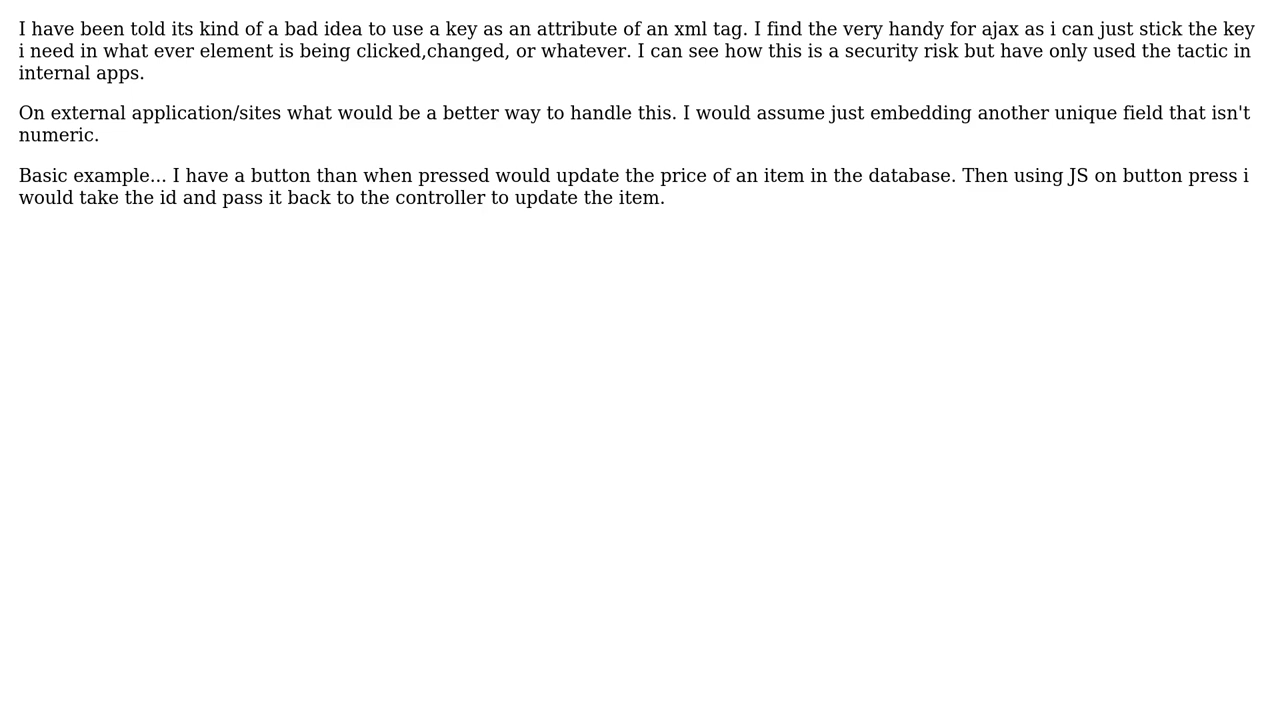 I have been told its kind of a bad idea to use a key as an attribute of an xml tag. I find the very handy for ajax as i can just stick the key
i need in what ever element is being clicked,changed, or whatever. I can see how this is a security risk but have only used the tactic in
internal apps.
On external application/sites what would be a better way to handle this. I would assume just embedding another unique field that isn't
numeric.
Basic example... I have a button than when pressed would update the price of an item in the database. Then using JS on button press i
would take the id and pass it back to the controller to update the item.